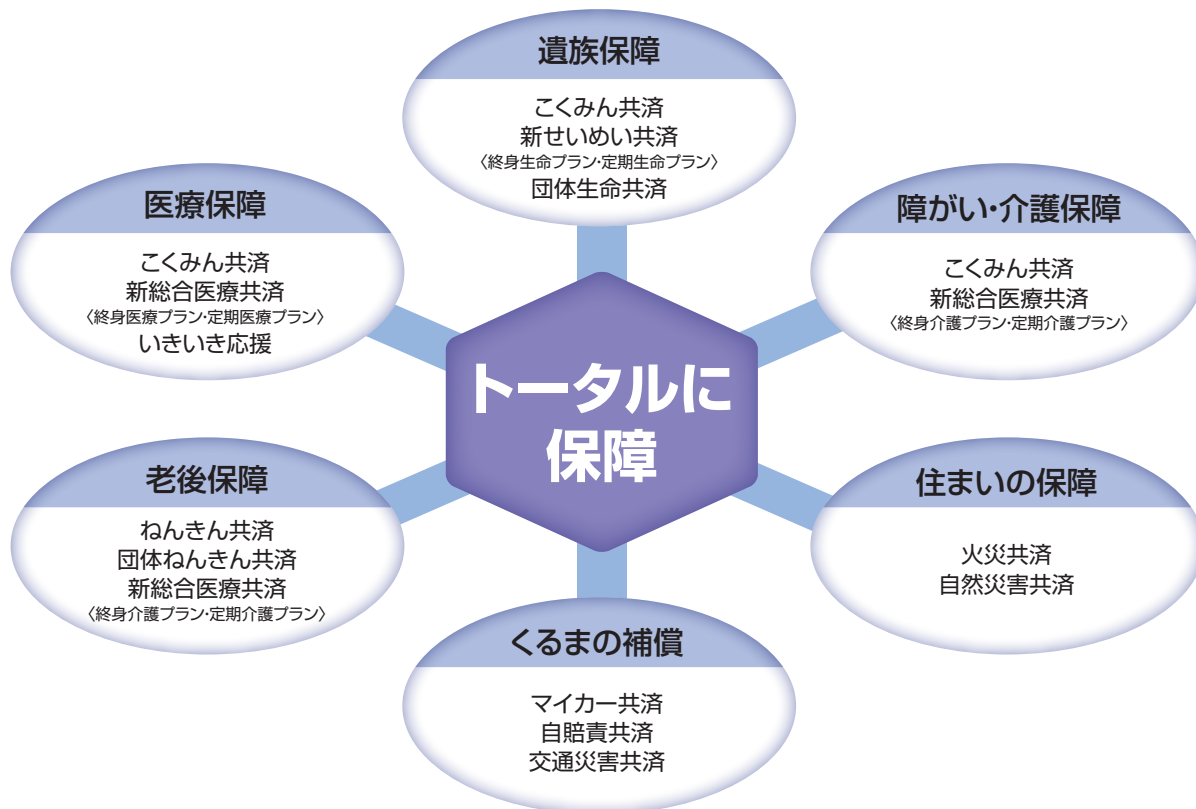 遺族保障
こくみん共済
新せいめい共済
〈終身生命プラン・定期生命プラン〉
団体生命共済
医療保障
こくみん共済
新総合医療共済
〈終身医療プラン・定期医療プラン〉
いきいき応援
障がい・介護保障
こくみん共済
新総合医療共済
〈終身介護プラン・定期介護プラン〉
トータルに
保障
老後保障
ねんきん共済
団体ねんきん共済
新総合医療共済
〈終身介護プラン・定期介護プラン〉
住まいの保障
火災共済
自然災害共済
くるまの補償
マイカー共済
自賠責共済
交通災害共済